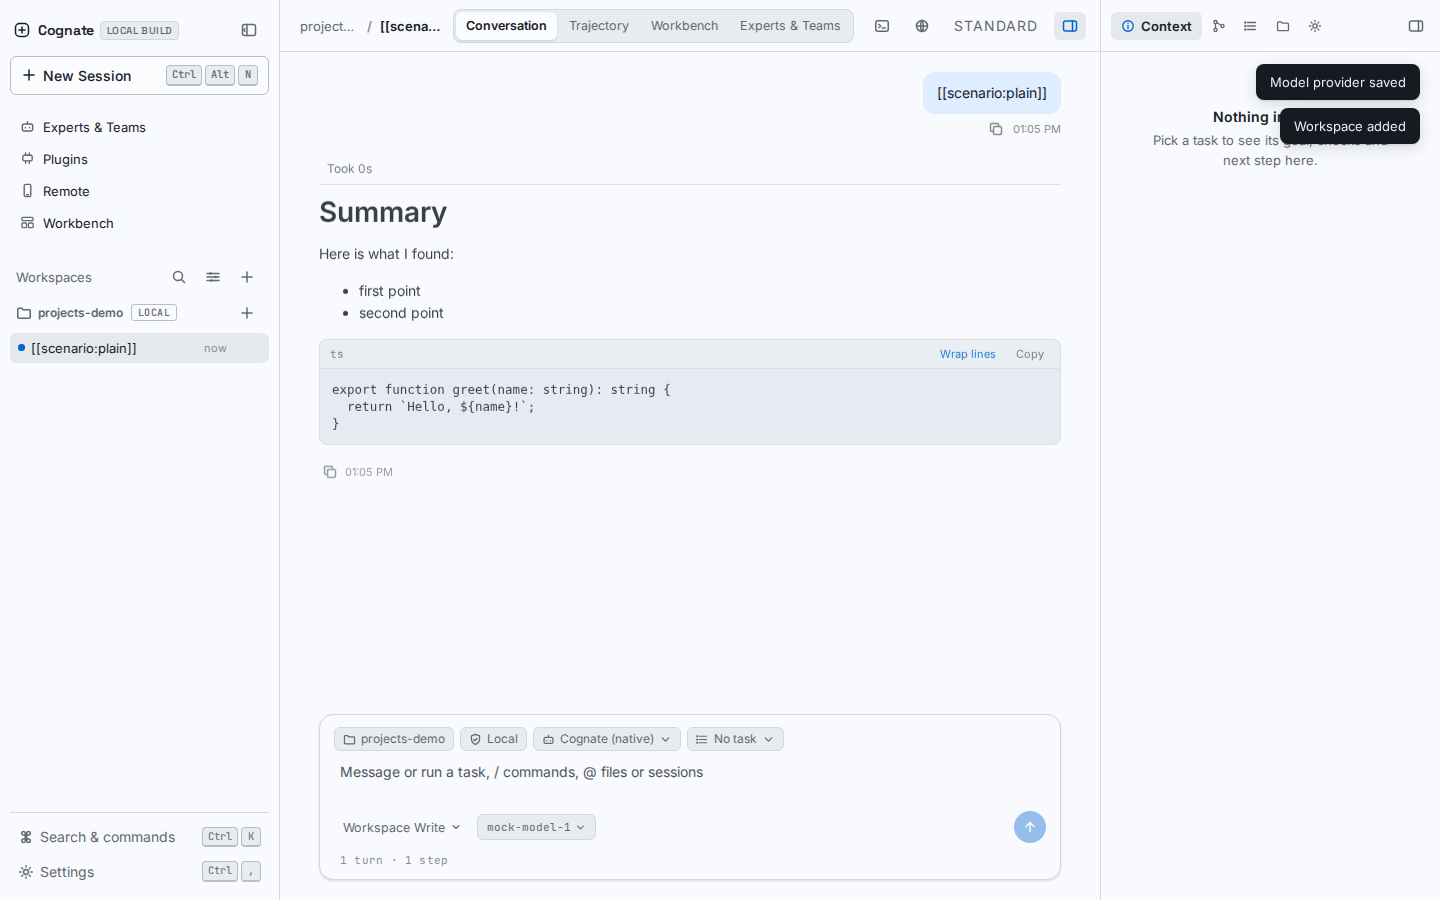 Cognate LOCAL BUILD
New Session Ctrl Alt N
Experts & Teams
Plugins
Remote
Workbench
Workspaces
projects-demo LOCAL
[[scenario:plain]] now
Search & commands Ctrl K
Settings Ctrl ,
project... / [[scena... Conversation Trajectory Workbench Experts & Teams STANDARD
[[scenario:plain]]
01:05 PM
Took 0s
Summary
Here is what I found:
first point
second point
ts Wrap lines Copy
export function greet(name: string): string {
return `Hello, ${name}!`;
}
01:05 PM
projects-demo Local Cognate (native) No task
Message or run a task, / commands, @ files or sessions
Workspace Write mock-model-1
1 turn · 1 step
Context
Model provider saved
Nothing
Workspace added
Pick a task to see its
next step here.